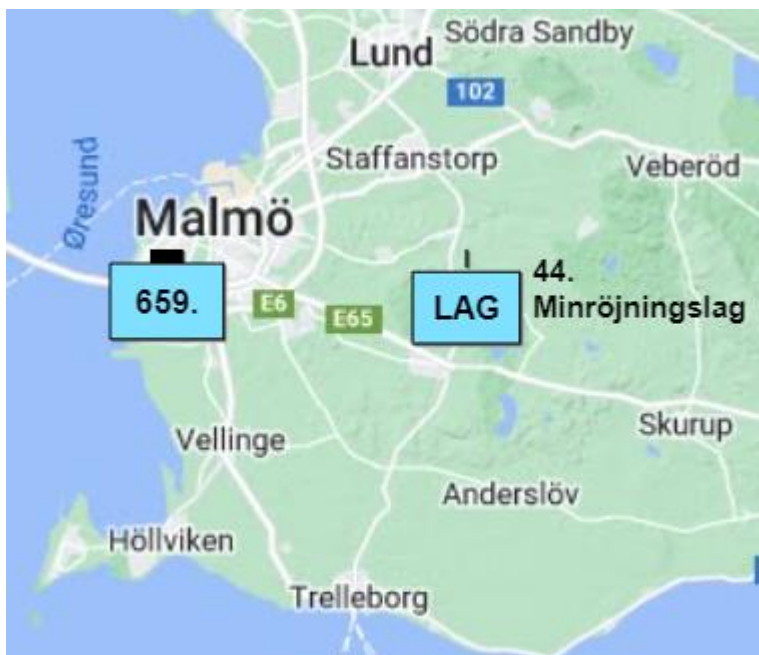 Södra Sandby
Lund
102
Staffanstorp
Veberöd
Øresund
Malmö
659.
E6
E65
LAG
44.
Minröjningslag
Skurup
Vellinge
Anderslöv
Höllviken
Trelleborg